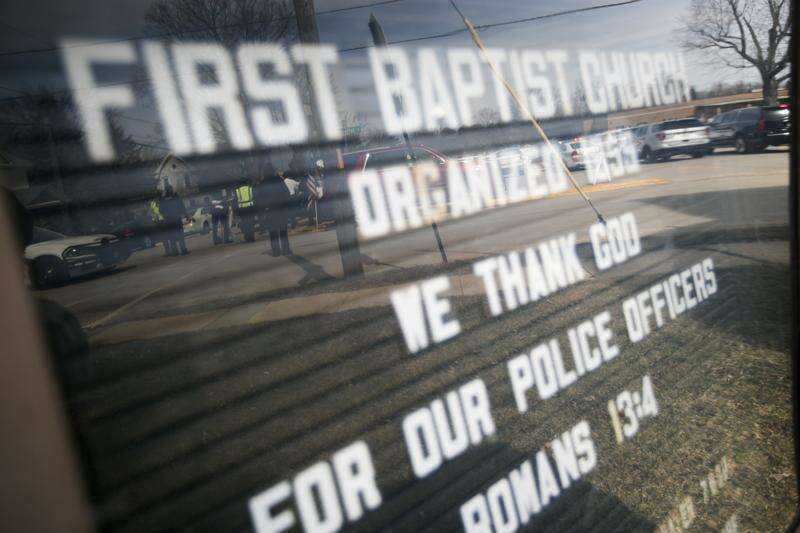 FIRST BAPTIST CHURCH
ORGANIZED
WE THANK GOD
FOR OUR POLICE OFFICERS
ROMANS 13:4